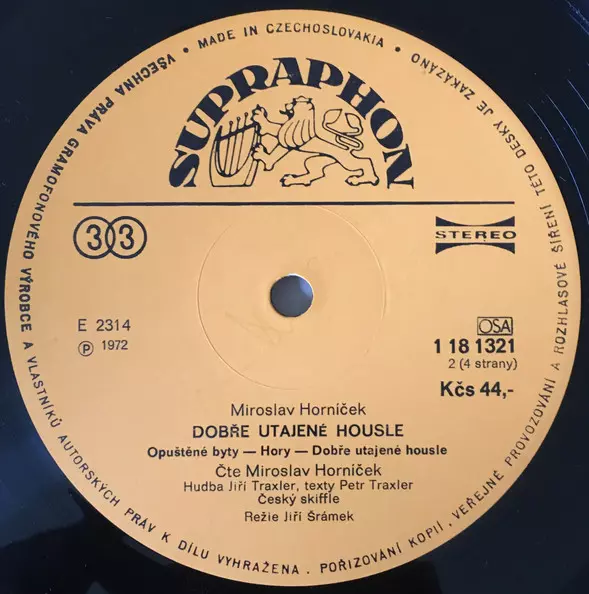 VŠECHNA PRÁVA GRAMOFONOVÉHO VÝROBCE A VLASTNÍKŮ AUTORSKÝCH PRÁV K DÍLU VYHRAŽENA. POŘIZOVÁNÍ KOPIÍ, VEŘEJNÉ PROVOZOVÁNÍ A ROZHLASOVÉ ŠÍŘENÍ TÉTO DESKY JE ZAKÁZÁNO • MADE IN CZECHOSLOVAKIA •
SUPRAPHON
33
STEREO
E 2314
℗ 1972
OSA
1 18 1321
2 (4 strany)
Kčs 44,-
Miroslav Horníček
DOBŘE UTAJENÉ HOUSLE
Opuštěné byty — Hory — Dobře utajené housle
Čte Miroslav Horníček
Hudba Jiří Traxler, texty Petr Traxler
Český skiffle
Režie Jiří Šrámek